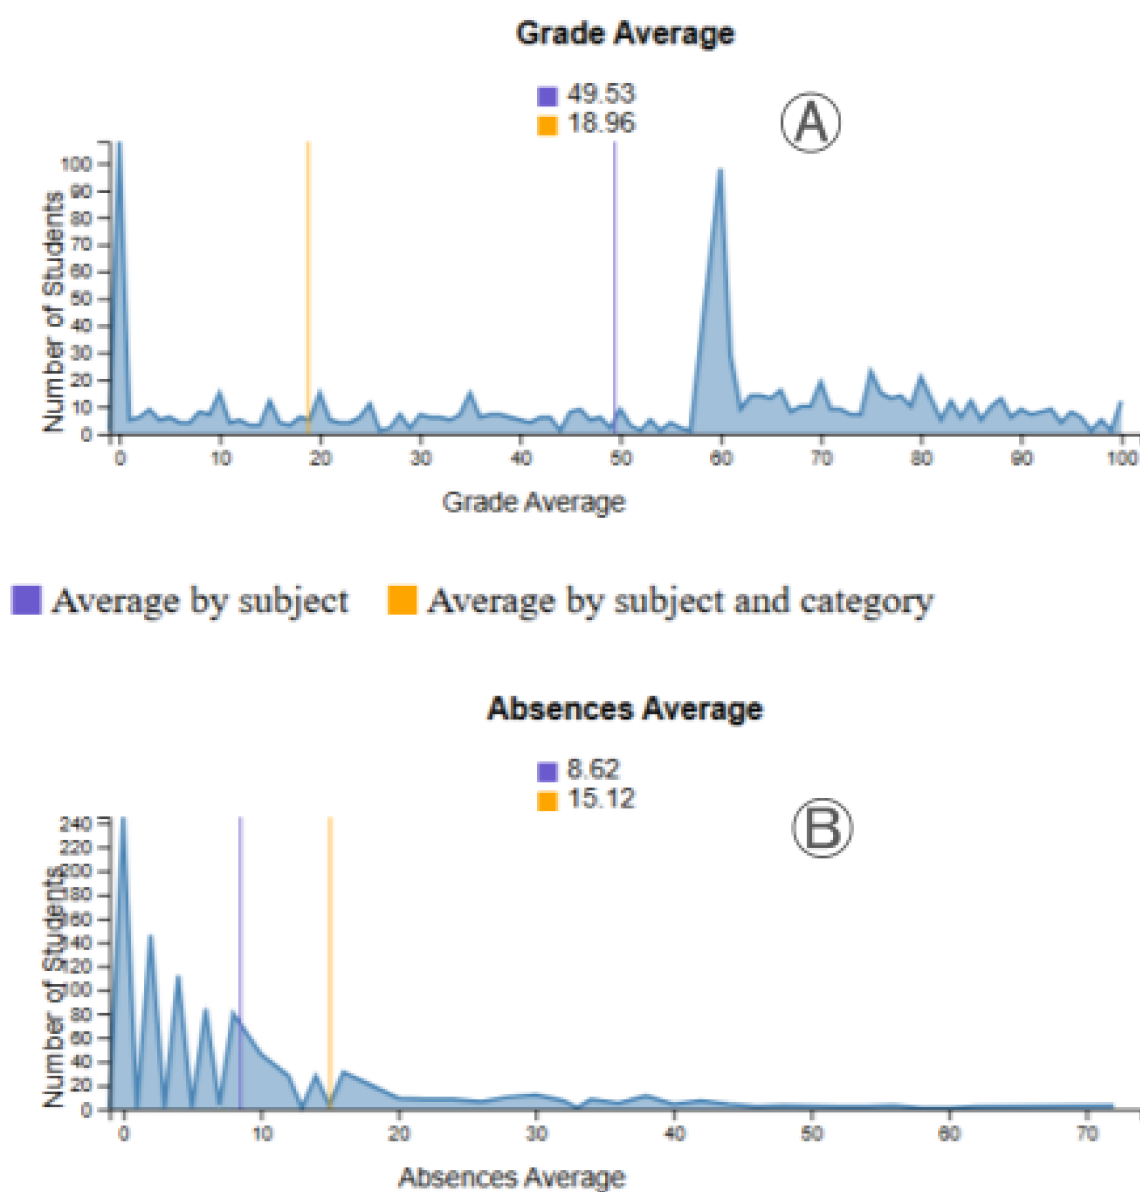 Grade Average
49.53
18.96
A
Number of Students
100
90
80
70
60
50
40
30
20
10
0
0 10 20 30 40 50 60 70 80 90 100
Grade Average
Average by subject Average by subject and category
Absences Average
8.62
15.12
B
Number of Students
240
220
200
180
160
140
120
100
80
60
40
20
0
0 10 20 30 40 50 60 70
Absences Average